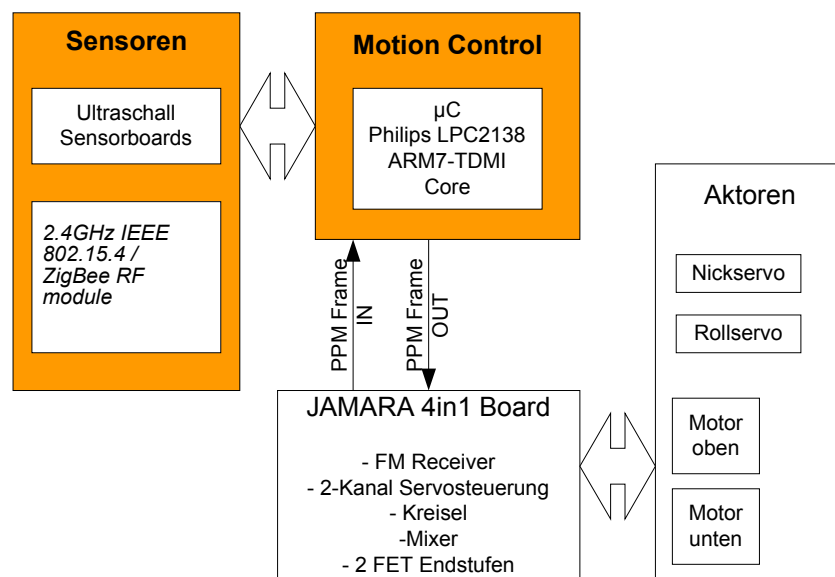 Sensoren
Ultraschall
Sensorboards
2.4GHz IEEE
802.15.4 /
ZigBee RF
module
Motion Control
µC
Philips LPC2138
ARM7-TDMI
Core
PPM Frame
IN
PPM Frame
OUT
JAMARA 4in1 Board
- FM Receiver
- 2-Kanal Servosteuerung
- Kreisel
-Mixer
- 2 FET Endstufen
Aktoren
Nickservo
Rollservo
Motor
oben
Motor
unten